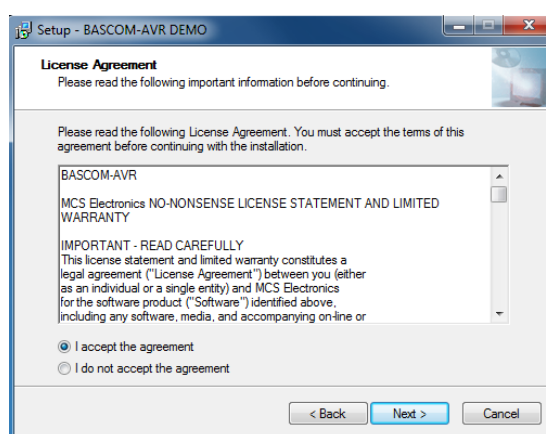 Setup - BASCOM-AVR DEMO
License Agreement
Please read the following important information before continuing.
Please read the following License Agreement. You must accept the terms of this
agreement before continuing with the installation.
BASCOM-AVR
MCS Electronics NO-NONSENSE LICENSE STATEMENT AND LIMITED
WARRANTY
IMPORTANT - READ CAREFULLY
This license statement and limited warranty constitutes a
legal agreement ("License Agreement") between you (either
as an individual or a single entity) and MCS Electronics
for the software product ("Software") identified above,
including any software, media, and accompanying on-line or
I accept the agreement
I do not accept the agreement
< Back
Next >
Cancel